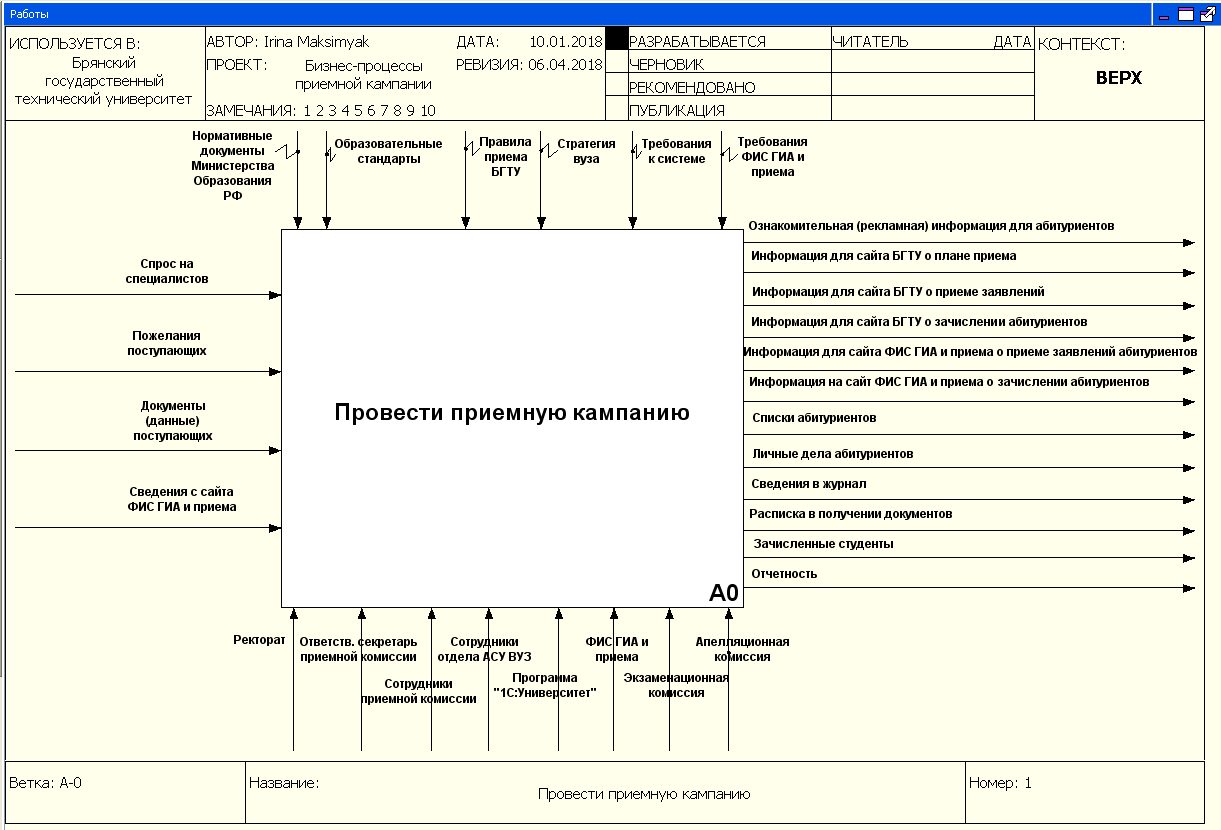 Работы
ИСПОЛЬЗУЕТСЯ В:
Брянский
государственный
технический университет
АВТОР: Irina Maksimyak
ДАТА: 10.01.2018
ПРОЕКТ: Бизнес-процессы
приемной кампании
РЕВИЗИЯ: 06.04.2018
ЗАМЕЧАНИЯ: 1 2 3 4 5 6 7 8 9 10
РАЗРАБАТЫВАЕТСЯ
ЧЕРНОВИК
РЕКОМЕНДОВАНО
ПУБЛИКАЦИЯ
ЧИТАТЕЛЬ
ДАТА
КОНТЕКСТ:
ВЕРХ
Нормативные
документы
Министерства
Образования
РФ
Образовательные
стандарты
Правила
приема
БГТУ
Стратегия
вуза
Требования
к системе
Требования
ФИС ГИА и
приема
Спрос на
специалистов
Пожелания
поступающих
Документы
(данные)
поступающих
Сведения с сайта
ФИС ГИА и приема
Провести приемную кампанию
A0
Ознакомительная (рекламная) информация для абитуриентов
Информация для сайта БГТУ о плане приема
Информация для сайта БГТУ о приеме заявлений
Информация для сайта БГТУ о зачислении абитуриентов
Информация для сайта ФИС ГИА и приема о приеме заявлений абитуриентов
Информация на сайт ФИС ГИА и приема о зачислении абитуриентов
Списки абитуриентов
Личные дела абитуриентов
Сведения в журнал
Расписка в получении документов
Зачисленные студенты
Отчетность
Ректорат
Ответств. секретарь
приемной комиссии
Сотрудники
приемной комиссии
Сотрудники
отдела АСУ ВУЗ
Программа
"1С:Университет"
ФИС ГИА и
приема
Экзаменационная
комиссия
Апелляционная
комиссия
Ветка: A-0
Название:
Провести приемную кампанию
Номер: 1